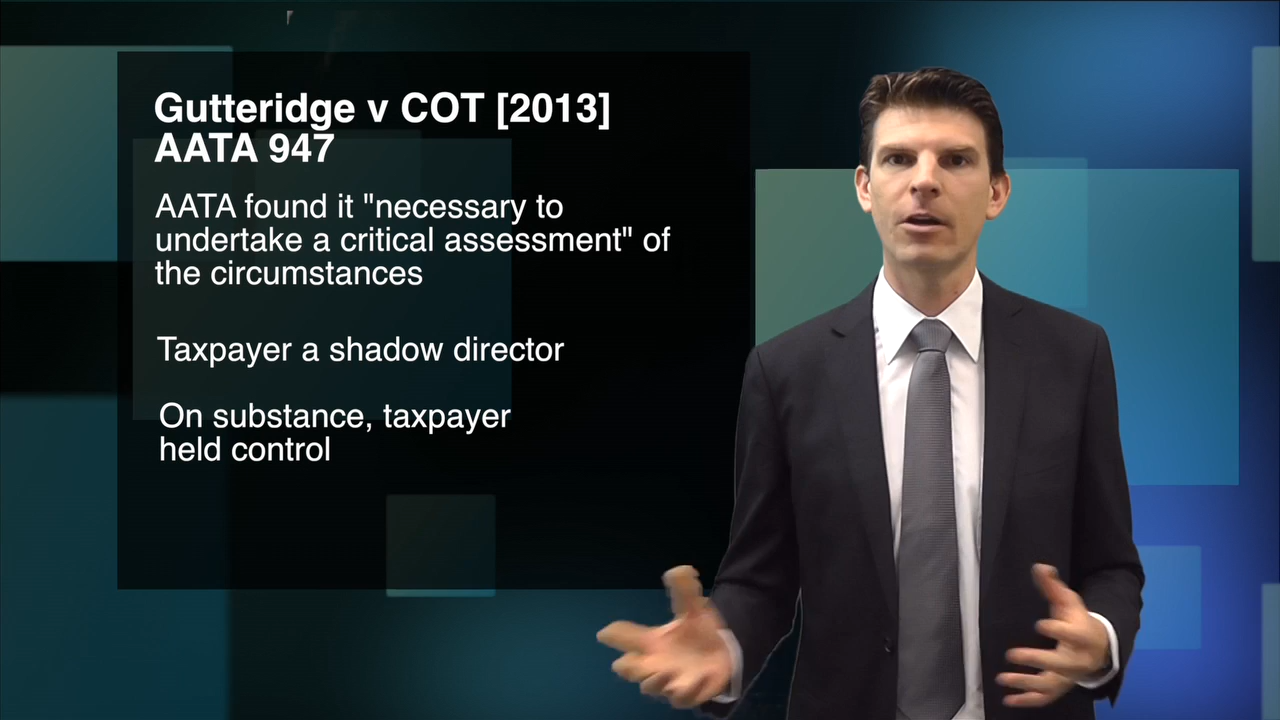 Gutteridge v COT [2013]
AATA 947
AATA found it "necessary to
undertake a critical assessment" of
the circumstances
Taxpayer a shadow director
On substance, taxpayer
held control